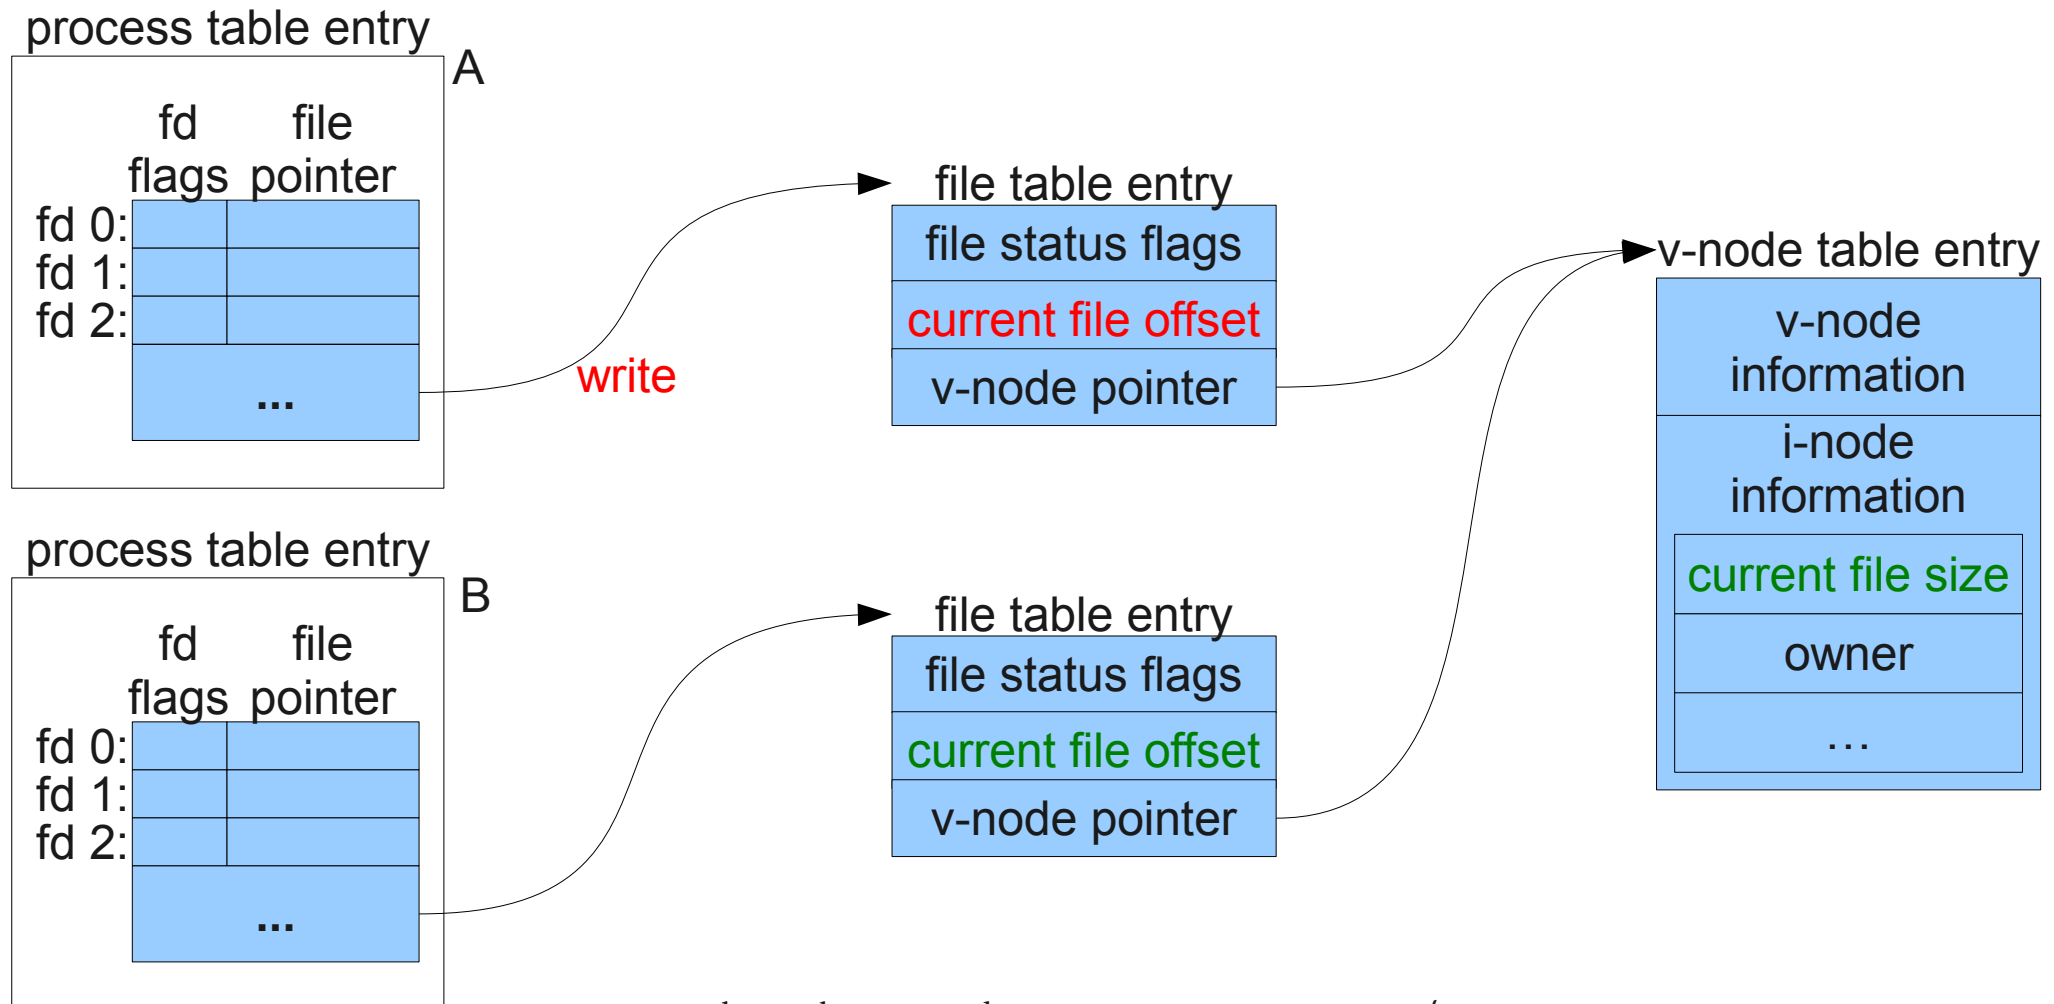 process table entry
A
fd file
flags pointer
fd 0:
fd 1:
fd 2:
...
write
file table entry
file status flags
current file offset
v-node pointer
v-node table entry
v-node
information
i-node
information
current file size
owner
...
process table entry
B
fd file
flags pointer
fd 0:
fd 1:
fd 2:
...
file table entry
file status flags
current file offset
v-node pointer